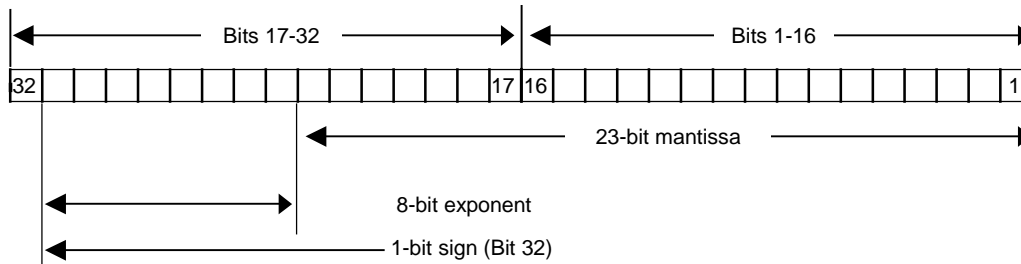 Bits 17-32 Bits 1-16
32 17 16 1
23-bit mantissa
8-bit exponent
1-bit sign (Bit 32)